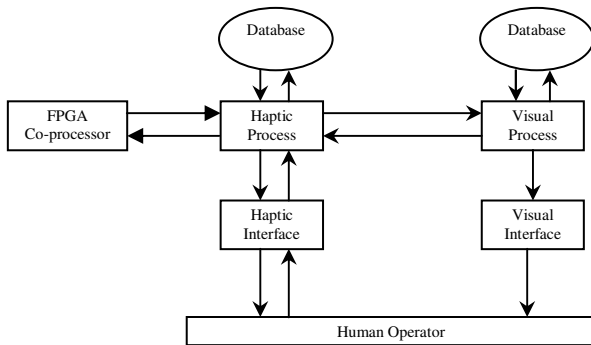 Database
Database
FPGA
Co-processor
Haptic
Process
Visual
Process
Haptic
Interface
Visual
Interface
Human Operator